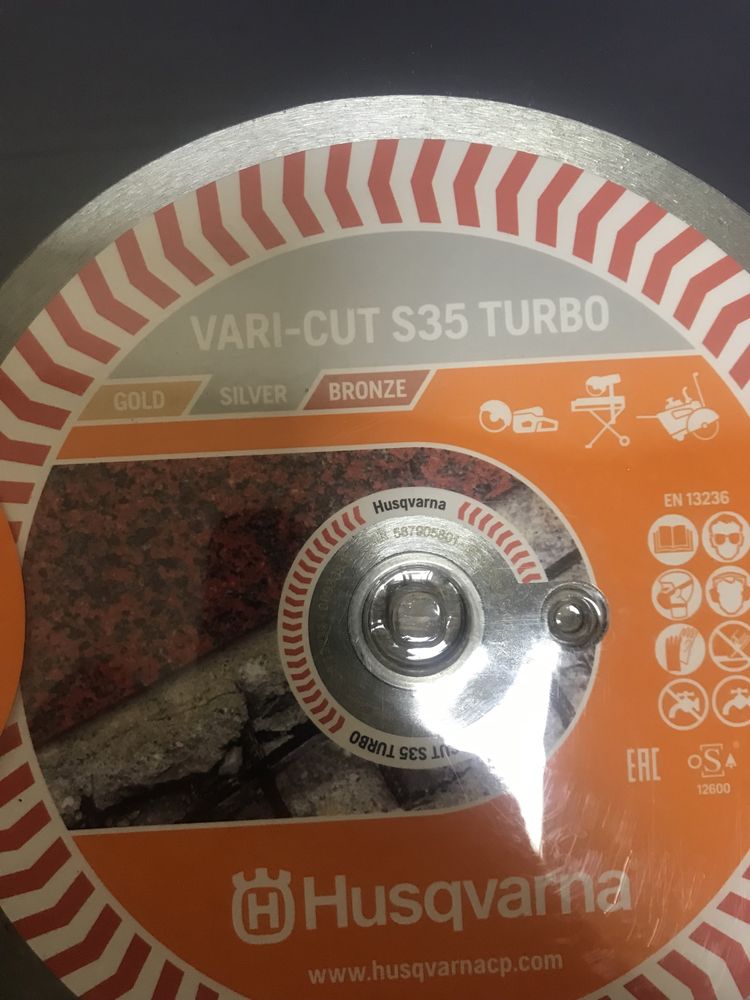 VARI-CUT S35 TURBO
GOLD SILVER BRONZE
EN 13236
Husqvarna
587905801
CUT S35 TURBO
EAC
OSA
12600
H Husqvarna
www.husqvarnacp.com